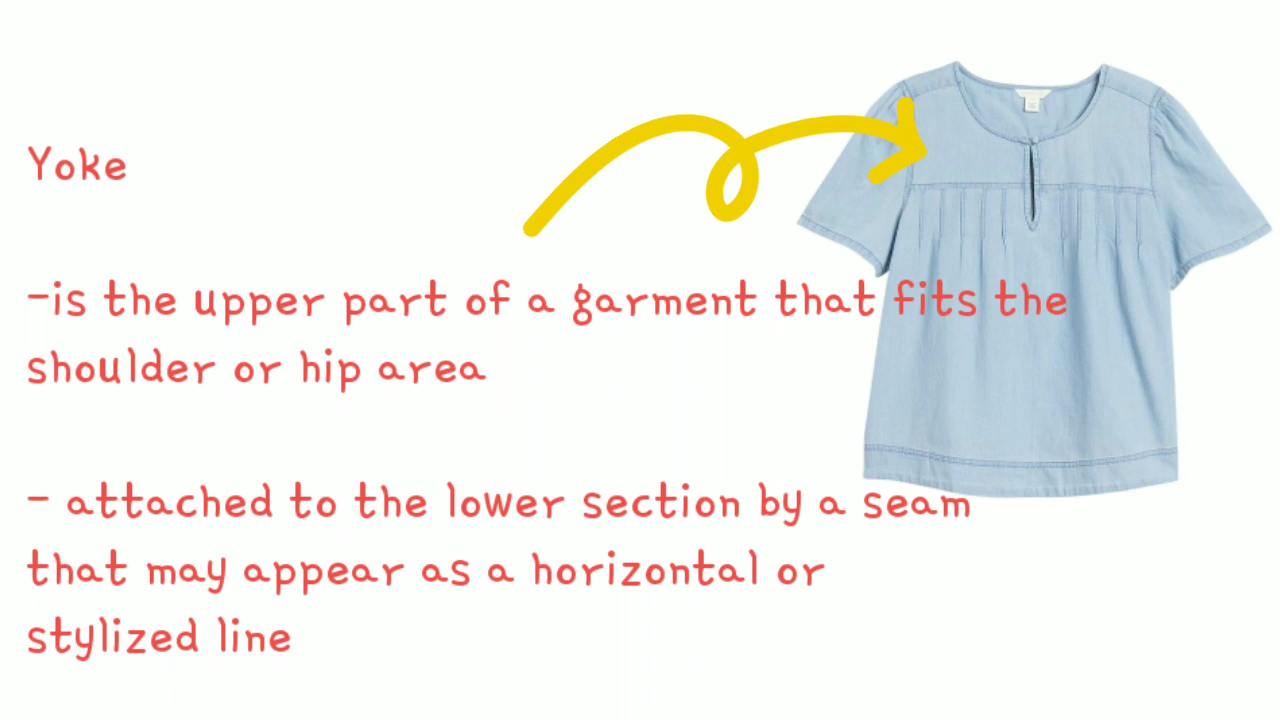 Yoke
-is the upper part of a garment that fits the
shoulder or hip area
- attached to the lower section by a seam
that may appear as a horizontal or
stylized line